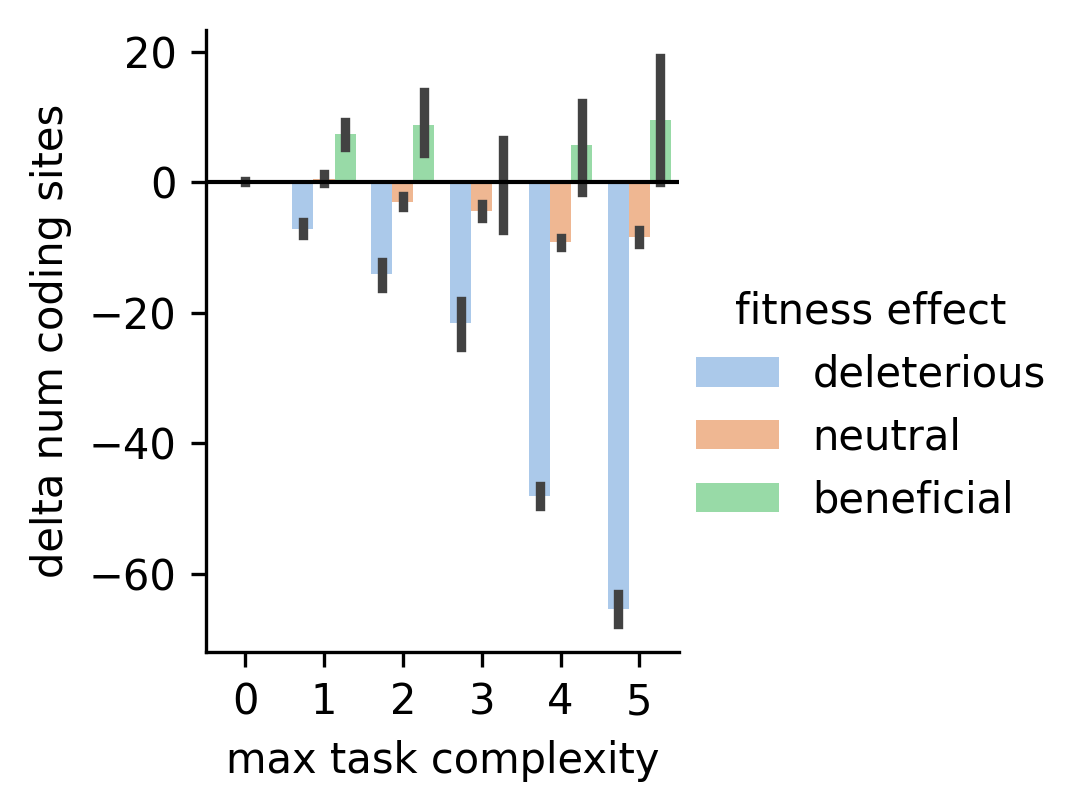 20
0
−20
−40
−60
delta num coding sites
0 1 2 3 4 5
max task complexity
fitness effect
deleterious
neutral
beneficial